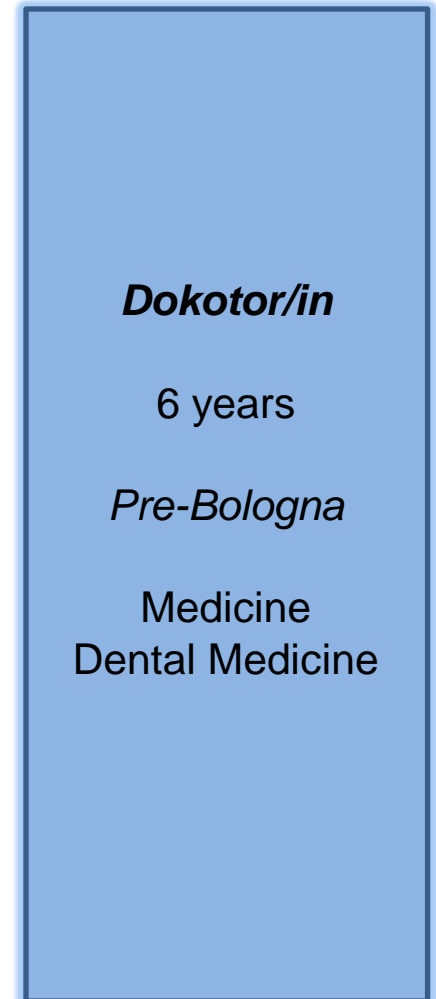 Dokotor/in
6 years
Pre-Bologna
Medicine
Dental Medicine